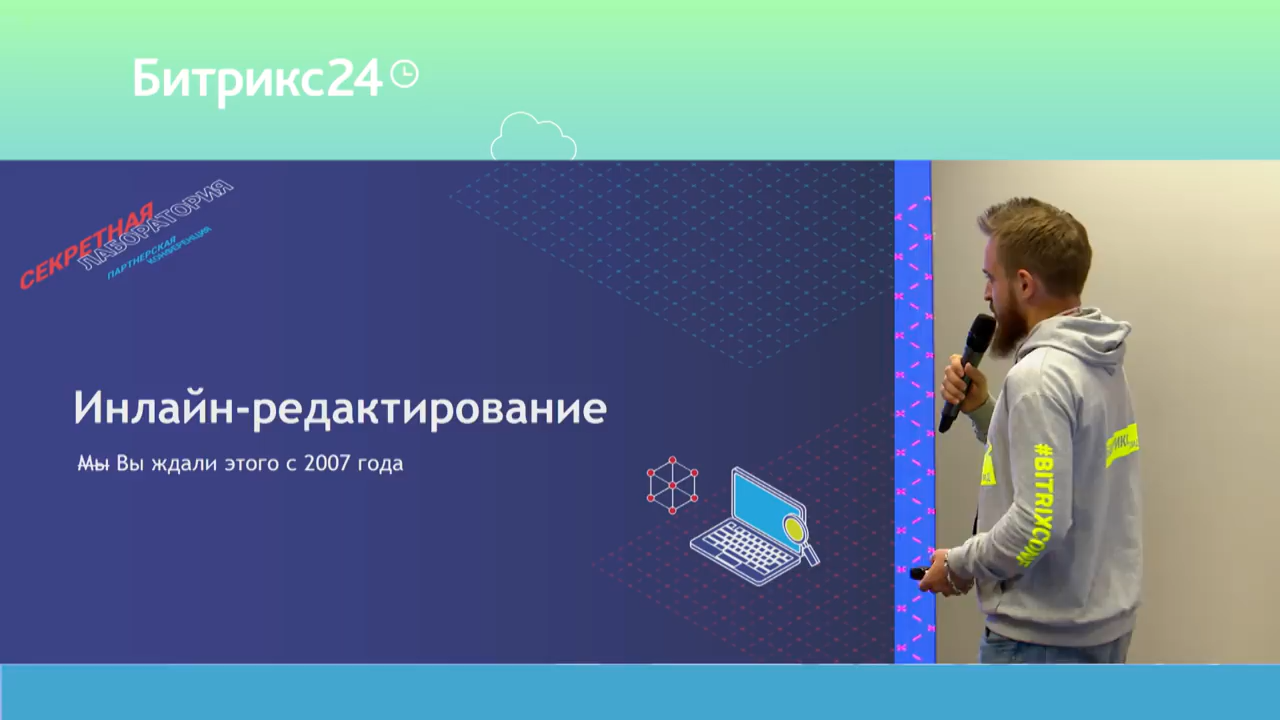 Битрикс24
СЕКРЕТНАЯ
ЛАБОРАТОРИЯ
ПАРТНЕРСКАЯ
КОНФЕРЕНЦИЯ
Инлайн-редактирование
Мы Вы ждали этого с 2007 года
#BITRIXCONF